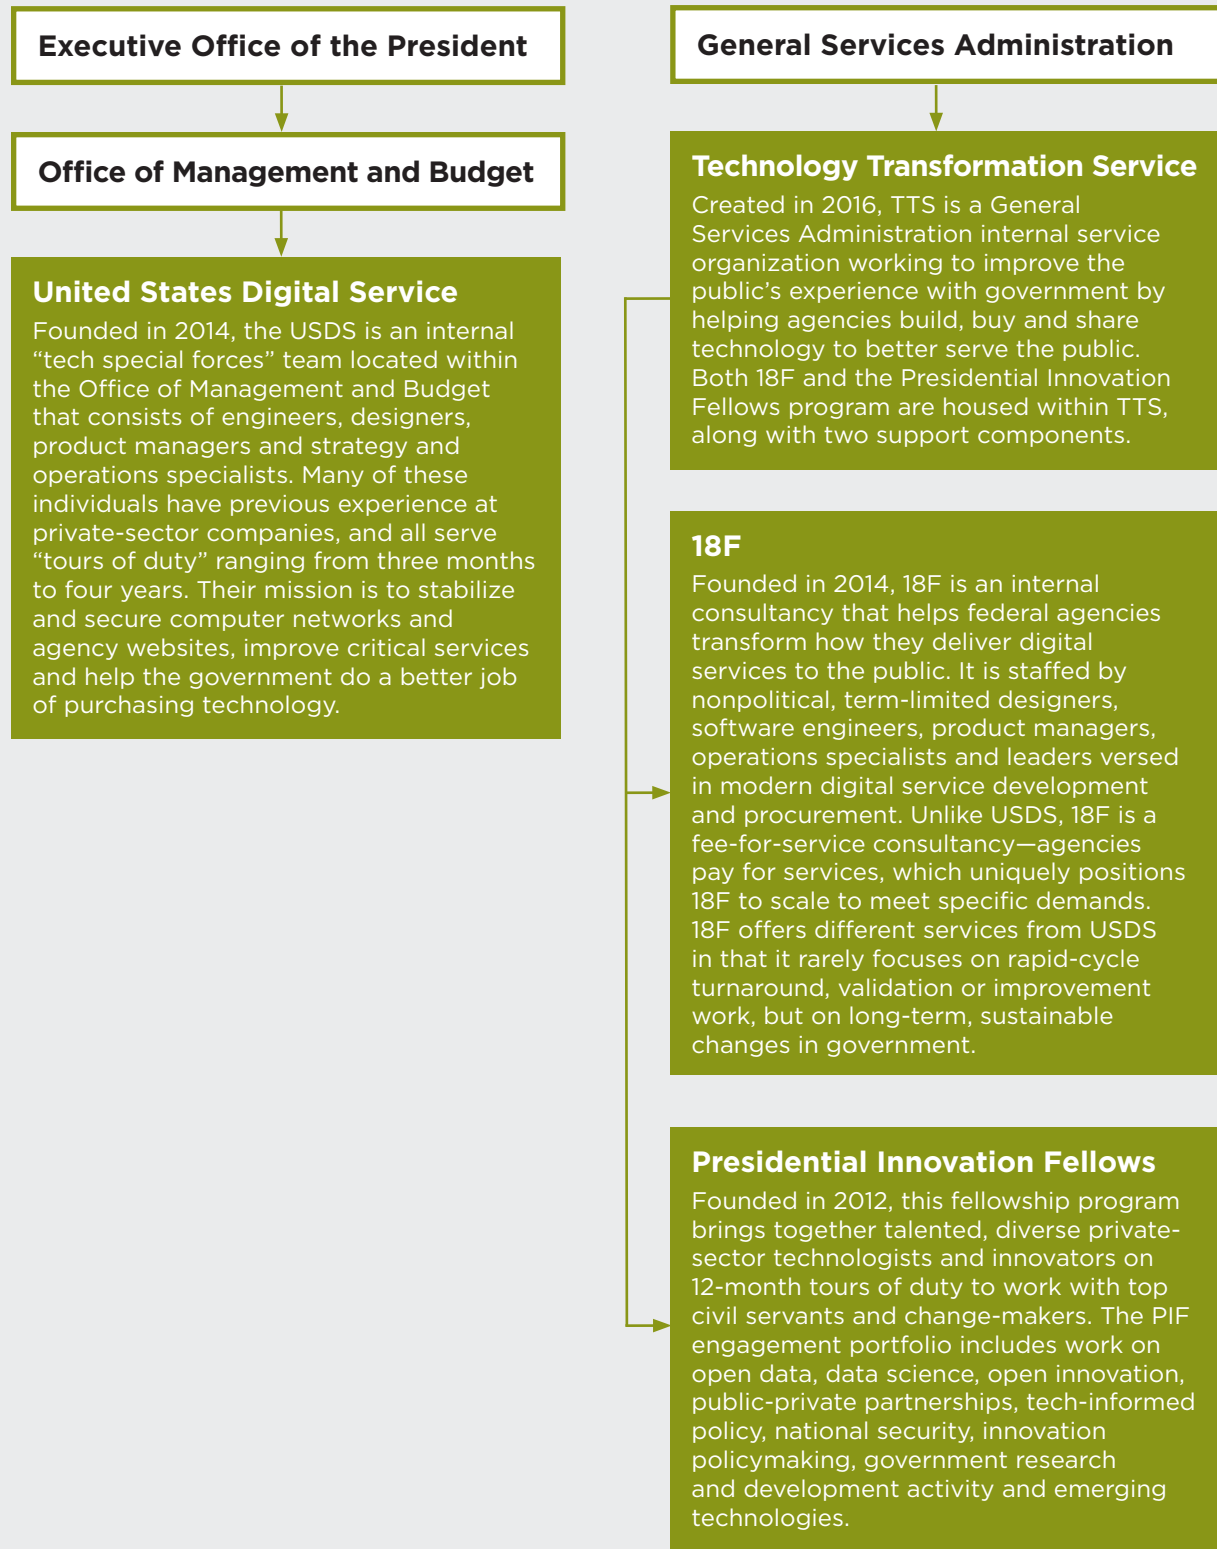 Executive Office of the President
Office of Management and Budget
United States Digital Service
Founded in 2014, the USDS is an internal
“tech special forces” team located within
the Office of Management and Budget
that consists of engineers, designers,
product managers and strategy and
operations specialists. Many of these
individuals have previous experience at
private-sector companies, and all serve
“tours of duty” ranging from three months
to four years. Their mission is to stabilize
and secure computer networks and
agency websites, improve critical services
and help the government do a better job
of purchasing technology.
General Services Administration
Technology Transformation Service
Created in 2016, TTS is a General
Services Administration internal service
organization working to improve the
public’s experience with government by
helping agencies build, buy and share
technology to better serve the public.
Both 18F and the Presidential Innovation
Fellows program are housed within TTS,
along with two support components.
18F
Founded in 2014, 18F is an internal
consultancy that helps federal agencies
transform how they deliver digital
services to the public. It is staffed by
nonpolitical, term-limited designers,
software engineers, product managers,
operations specialists and leaders versed
in modern digital service development
and procurement. Unlike USDS, 18F is a
fee-for-service consultancy—agencies
pay for services, which uniquely positions
18F to scale to meet specific demands.
18F offers different services from USDS
in that it rarely focuses on rapid-cycle
turnaround, validation or improvement
work, but on long-term, sustainable
changes in government.
Presidential Innovation Fellows
Founded in 2012, this fellowship program
brings together talented, diverse private-
sector technologists and innovators on
12-month tours of duty to work with top
civil servants and change-makers. The PIF
engagement portfolio includes work on
open data, data science, open innovation,
public-private partnerships, tech-informed
policy, national security, innovation
policymaking, government research
and development activity and emerging
technologies.